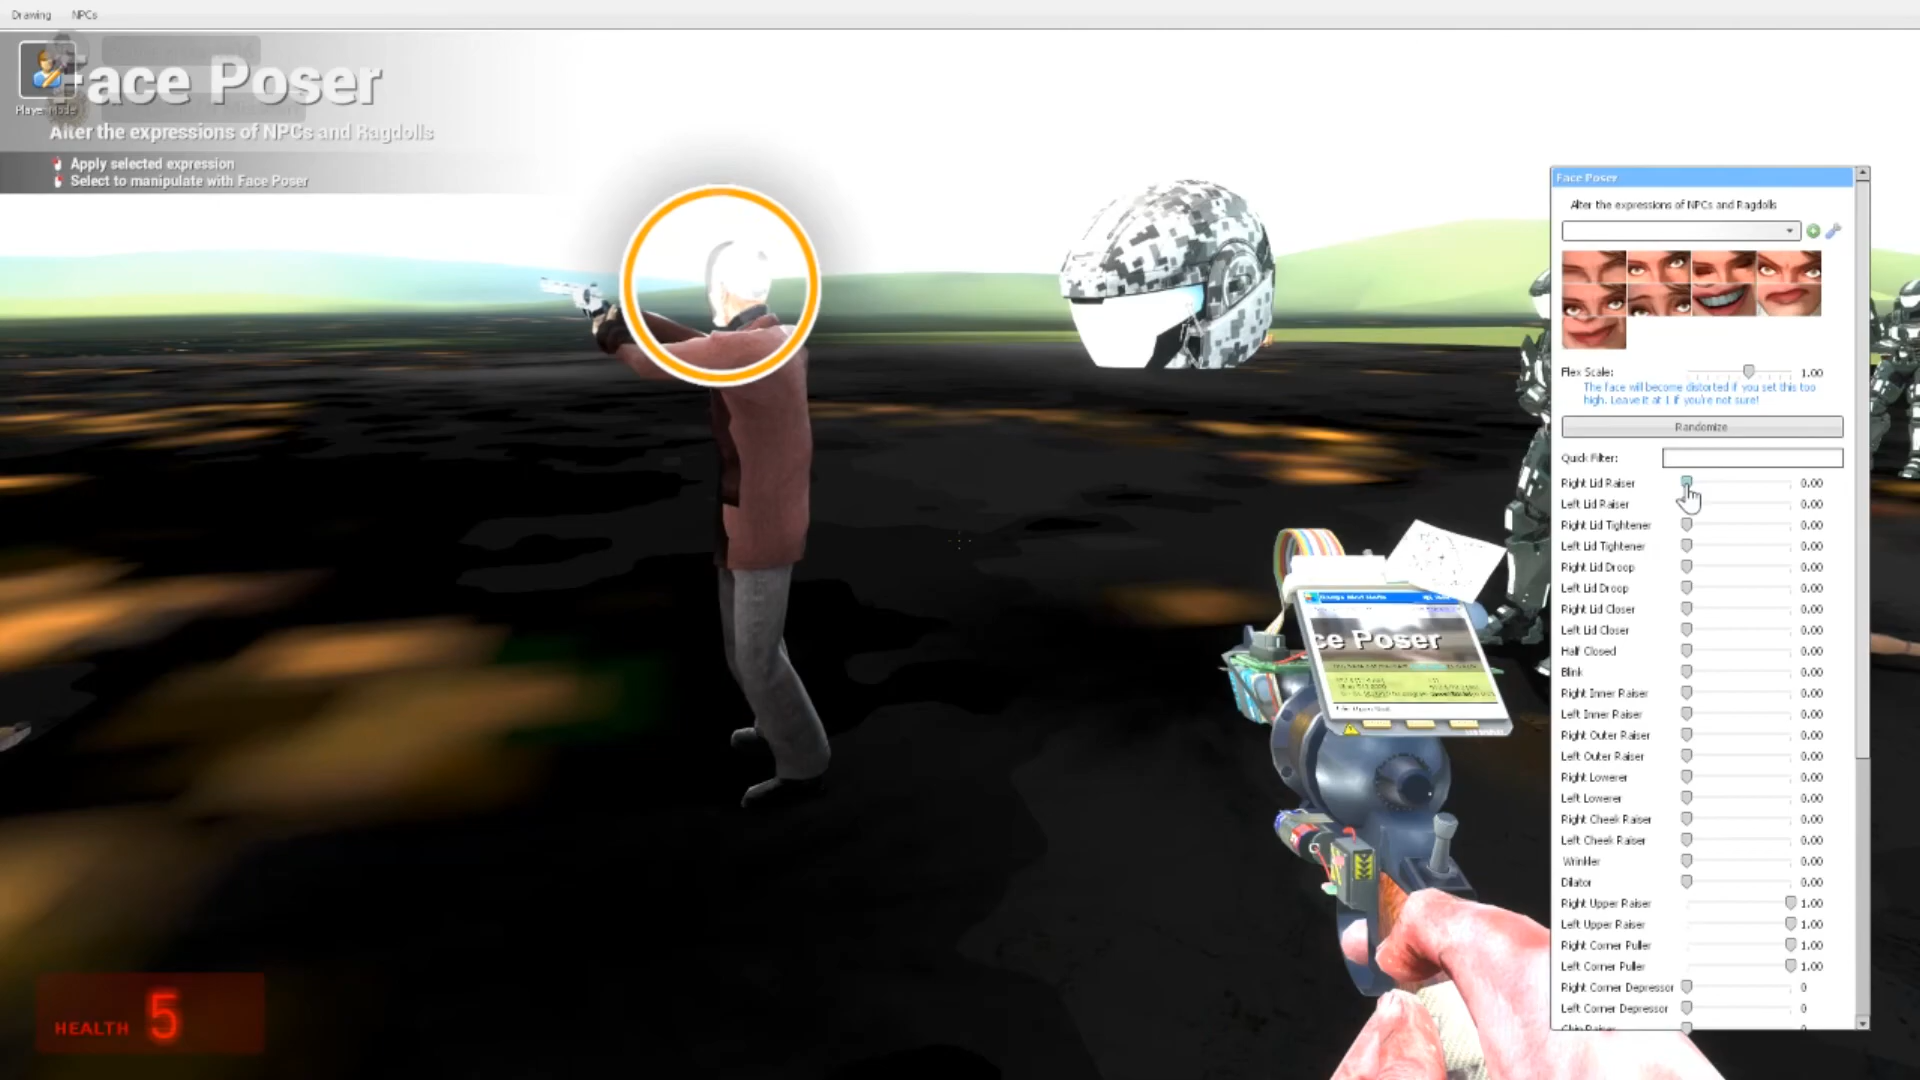 Drawing NPCs
Face Poser
Player Model
Alter the expressions of NPCs and Ragdolls
Apply selected expression
Select to manipulate with Face Poser
Face Poser
Alter the expressions of NPCs and Ragdolls
Flex Scale: 1.00
The face will become distorted if you set this too
high. Leave it at 1 if you're not sure!
Randomize
Quick Filter:
Right Lid Raiser 0.00
Left Lid Raiser 0.00
Right Lid Tightener 0.00
Left Lid Tightener 0.00
Right Lid Droop 0.00
Left Lid Droop 0.00
Right Lid Closer 0.00
Left Lid Closer 0.00
Half Closed 0.00
Blink 0.00
Right Inner Raiser 0.00
Left Inner Raiser 0.00
Right Outer Raiser 0.00
Left Outer Raiser 0.00
Right Lowerer 0.00
Left Lowerer 0.00
Right Cheek Raiser 0.00
Left Cheek Raiser 0.00
Wrinkler 0.00
Dilator 0.00
Right Upper Raiser 1.00
Left Upper Raiser 1.00
Right Corner Puller 1.00
Left Corner Puller 1.00
Right Corner Depressor 0
Left Corner Depressor 0
Chin Raiser 0
ce Poser
HEALTH 5